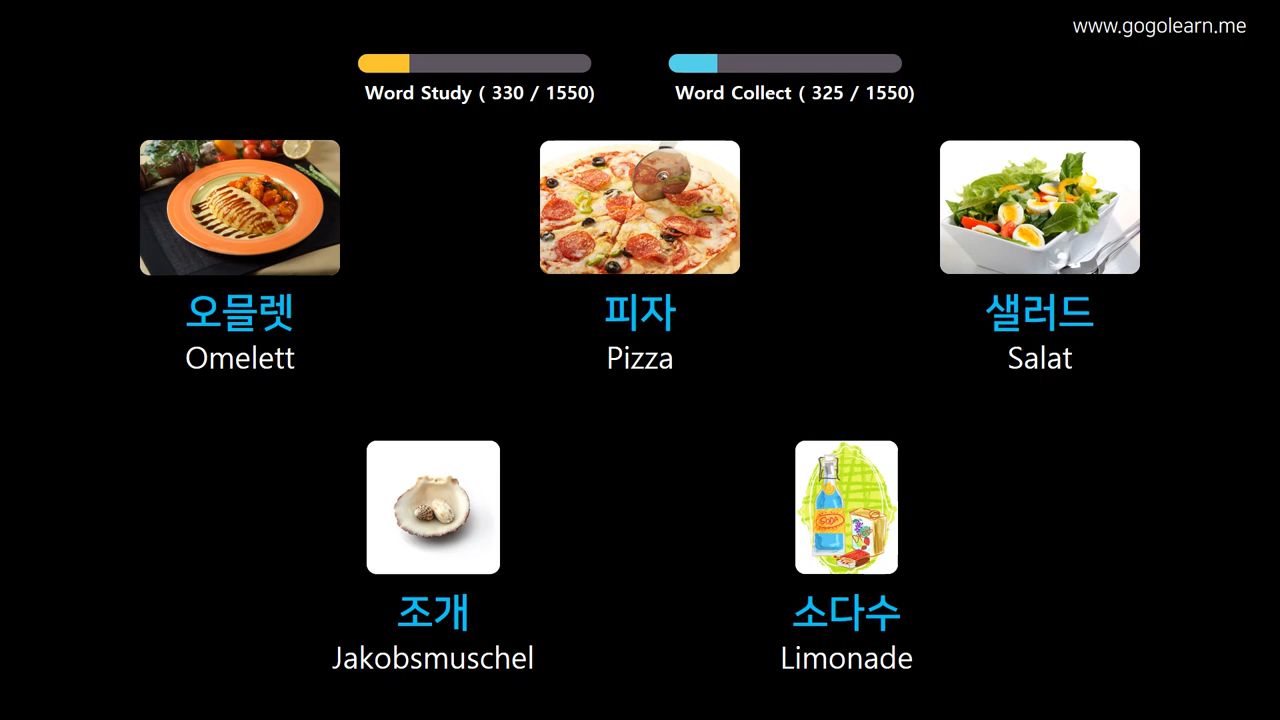 www.gogolearn.me
Word Study ( 330 / 1550)
Word Collect ( 325 / 1550)
오믈렛
Omelett
피자
Pizza
샐러드
Salat
조개
Jakobsmuschel
SODA
소다수
Limonade